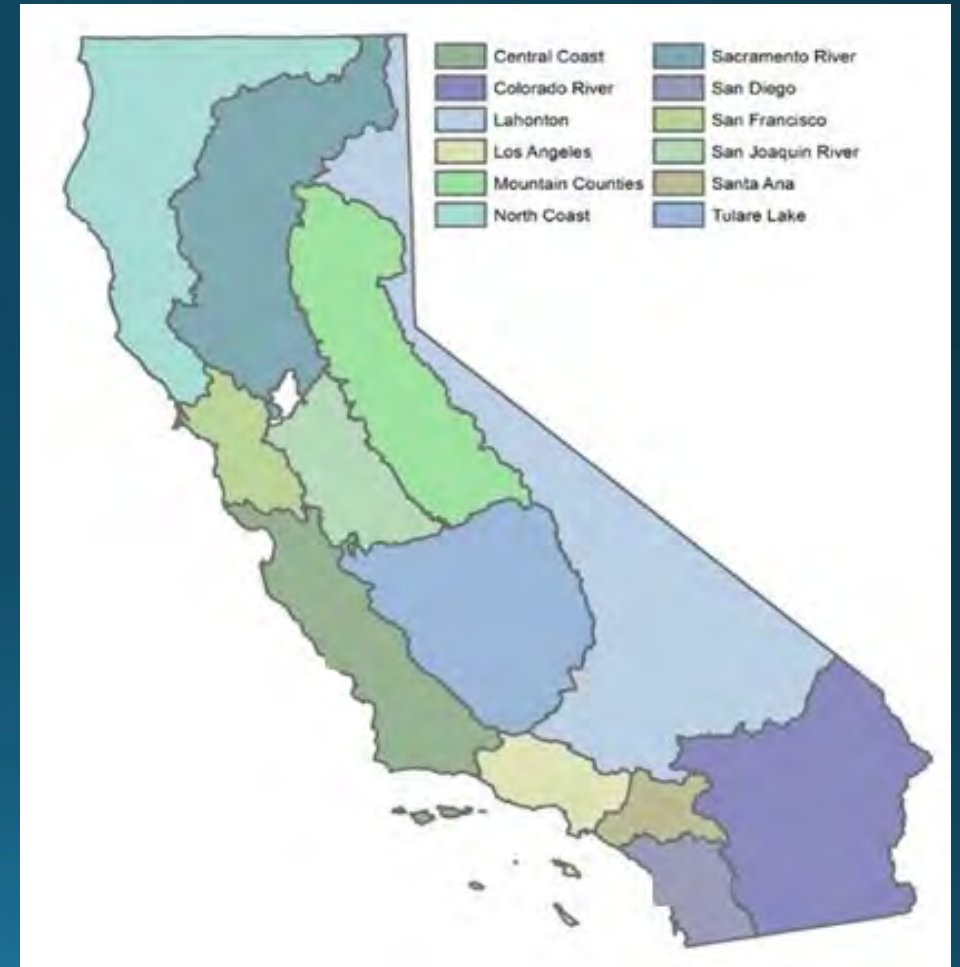 Central Coast
Colorado River
Lahonton
Los Angeles
Mountain Counties
North Coast
Sacramento River
San Diego
San Francisco
San Joaquin River
Santa Ana
Tulare Lake